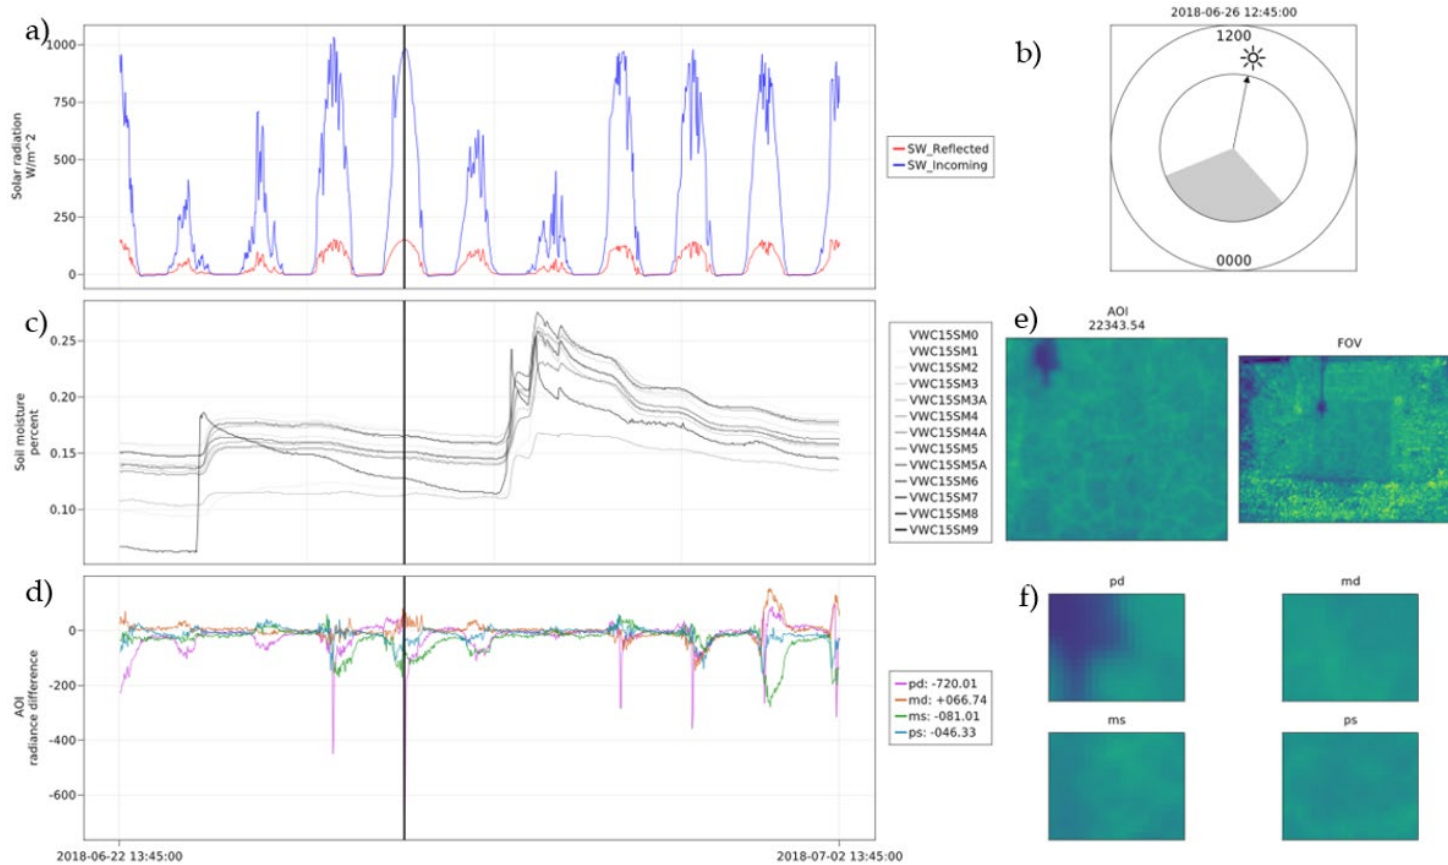 a)
1000
750
500
250
0
Solar radiation
W/m^2
SW_Reflected
SW_Incoming
b)
2018-06-26 12:45:00
1200
0000
c)
0.25
0.20
0.15
0.10
Soil moisture
percent
VWC15SM0
VWC15SM1
VWC15SM2
VWC15SM3
VWC15SM3A
VWC15SM4
VWC15SM4A
VWC15SM5
VWC15SM5A
VWC15SM6
VWC15SM7
VWC15SM8
VWC15SM9
e)
AOI
22343.54
FOV
d)
0
-200
-400
-600
AOI
radiance difference
pd: -720.01
md: +066.74
ms: -081.01
ps: -046.33
2018-06-22 13:45:00
2018-07-02 13:45:00
f)
pd
md
ms
ps